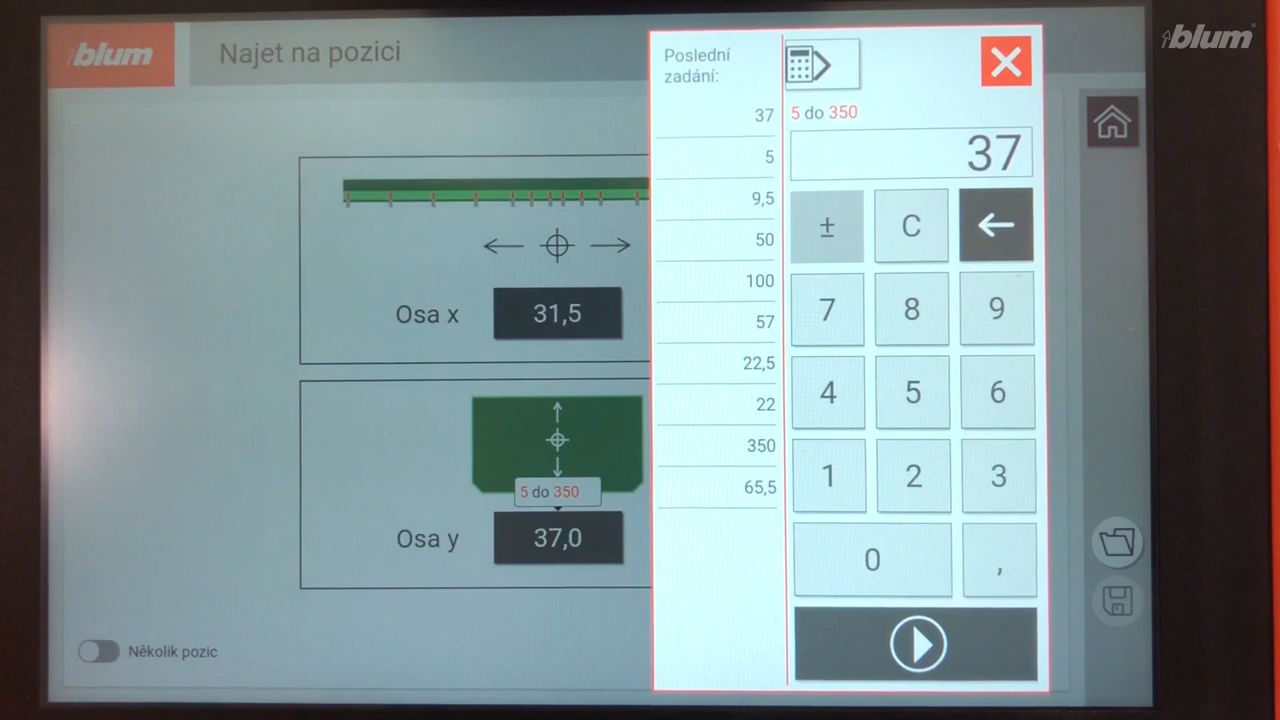 blum
Najet na pozici
Osa x
31,5
5 do 350
Osa y
37,0
Několik pozic
Poslední
zadání:
37
5
9,5
50
100
57
22,5
22
350
65,5
5 do 350
37
± C
7 8 9
4 5 6
1 2 3
0 ,
blum